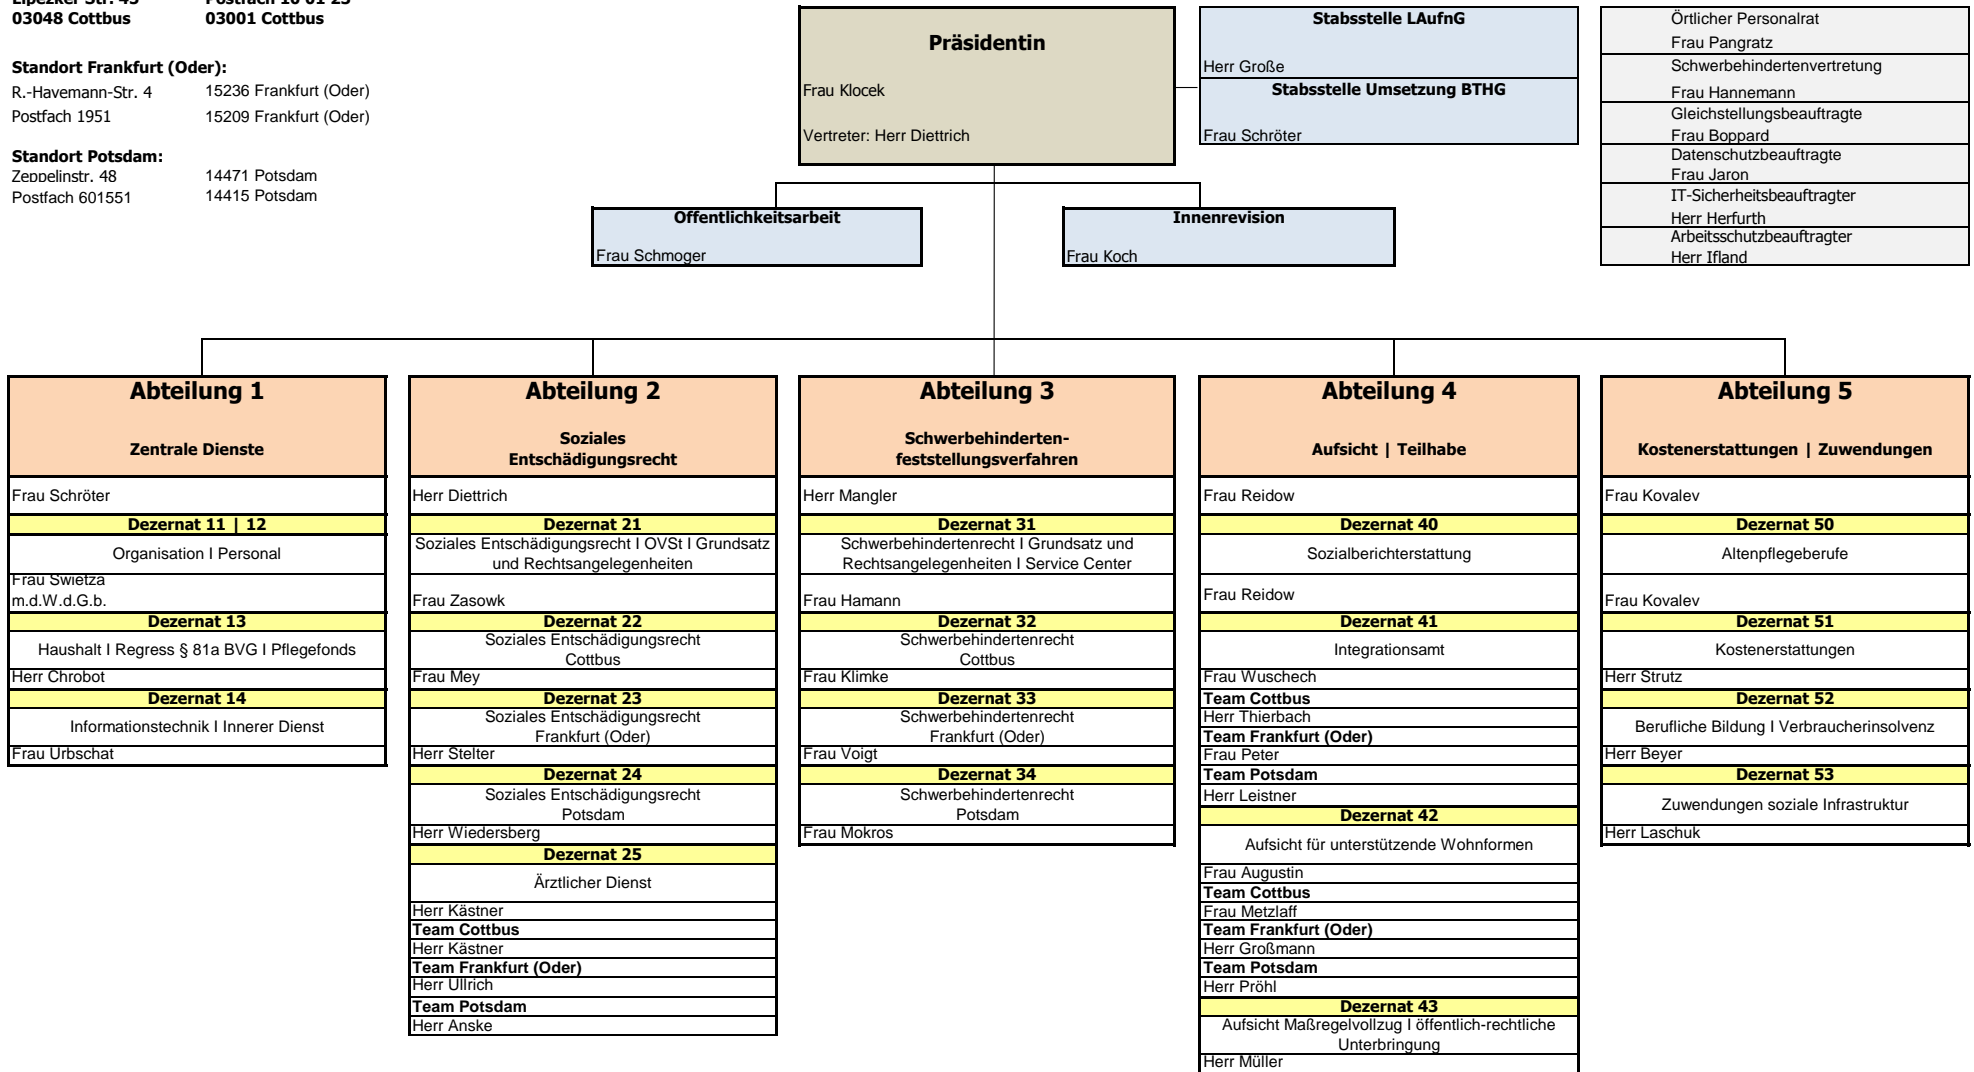 Lipezker Str. 45 Postfach 10 01 23
03048 Cottbus 03001 Cottbus
Standort Frankfurt (Oder):
R.-Havemann-Str. 4 15236 Frankfurt (Oder)
Postfach 1951 15209 Frankfurt (Oder)
Standort Potsdam:
Zeppelinstr. 48 14471 Potsdam
Postfach 601551 14415 Potsdam
Präsidentin
Frau Klocek
Vertreter: Herr Diettrich
Stabsstelle LAufnG
Herr Große
Stabsstelle Umsetzung BTHG
Frau Schröter
Örtlicher Personalrat
Frau Pangratz
Schwerbehindertenvertretung
Frau Hannemann
Gleichstellungsbeauftragte
Frau Boppard
Datenschutzbeauftragte
Frau Jaron
IT-Sicherheitsbeauftragter
Herr Herfurth
Arbeitsschutzbeauftragter
Herr Ifland
Öffentlichkeitsarbeit
Frau Schmoger
Innenrevision
Frau Koch
Abteilung 1
Zentrale Dienste
Frau Schröter
Dezernat 11 | 12
Organisation I Personal
Frau Swietza
m.d.W.d.G.b.
Dezernat 13
Haushalt I Regress § 81a BVG I Pflegefonds
Herr Chrobot
Dezernat 14
Informationstechnik I Innerer Dienst
Frau Urbschat
Abteilung 2
Soziales
Entschädigungsrecht
Herr Diettrich
Dezernat 21
Soziales Entschädigungsrecht I OVSt I Grundsatz
und Rechtsangelegenheiten
Frau Zasowk
Dezernat 22
Soziales Entschädigungsrecht
Cottbus
Frau Mey
Dezernat 23
Soziales Entschädigungsrecht
Frankfurt (Oder)
Herr Stelter
Dezernat 24
Soziales Entschädigungsrecht
Potsdam
Herr Wiedersberg
Dezernat 25
Ärztlicher Dienst
Herr Kästner
Team Cottbus
Herr Kästner
Team Frankfurt (Oder)
Herr Ullrich
Team Potsdam
Herr Anske
Abteilung 3
Schwerbehinderten-
feststellungsverfahren
Herr Mangler
Dezernat 31
Schwerbehindertenrecht I Grundsatz und
Rechtsangelegenheiten I Service Center
Frau Hamann
Dezernat 32
Schwerbehindertenrecht
Cottbus
Frau Klimke
Dezernat 33
Schwerbehindertenrecht
Frankfurt (Oder)
Frau Voigt
Dezernat 34
Schwerbehindertenrecht
Potsdam
Frau Mokros
Abteilung 4
Aufsicht | Teilhabe
Frau Reidow
Dezernat 40
Sozialberichterstattung
Frau Reidow
Dezernat 41
Integrationsamt
Frau Wuschech
Team Cottbus
Herr Thierbach
Team Frankfurt (Oder)
Frau Peter
Team Potsdam
Herr Leistner
Dezernat 42
Aufsicht für unterstützende Wohnformen
Frau Augustin
Team Cottbus
Frau Metzlaff
Team Frankfurt (Oder)
Herr Großmann
Team Potsdam
Herr Pröhl
Dezernat 43
Aufsicht Maßregelvollzug I öffentlich-rechtliche
Unterbringung
Herr Müller
Abteilung 5
Kostenerstattungen | Zuwendungen
Frau Kovalev
Dezernat 50
Altenpflegeberufe
Frau Kovalev
Dezernat 51
Kostenerstattungen
Herr Strutz
Dezernat 52
Berufliche Bildung I Verbraucherinsolvenz
Herr Beyer
Dezernat 53
Zuwendungen soziale Infrastruktur
Herr Laschuk